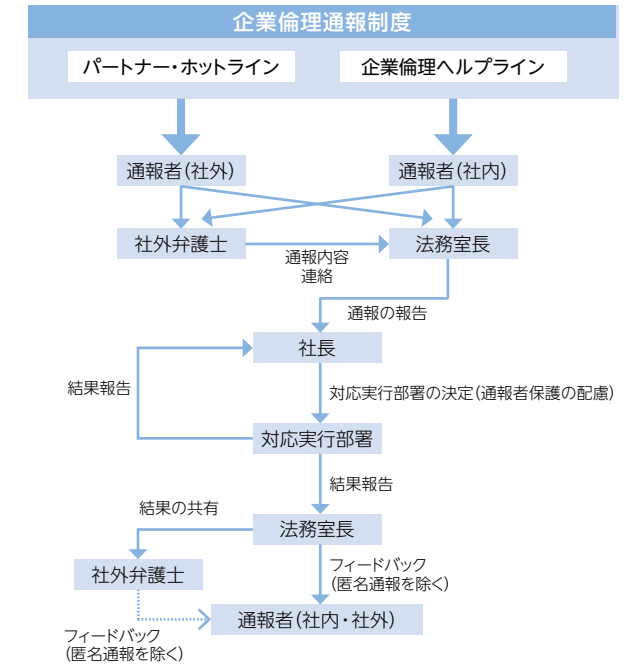 企業倫理通報制度
パートナー・ホットライン
企業倫理ヘルプライン
通報者(社外)
通報者(社内)
社外弁護士
通報内容
連絡
法務室長
通報の報告
社長
結果報告
対応実行部署の決定(通報者保護の配慮)
対応実行部署
結果報告
結果の共有
法務室長
社外弁護士
フィードバック
(匿名通報を除く)
通報者(社内・社外)
フィードバック
(匿名通報を除く)